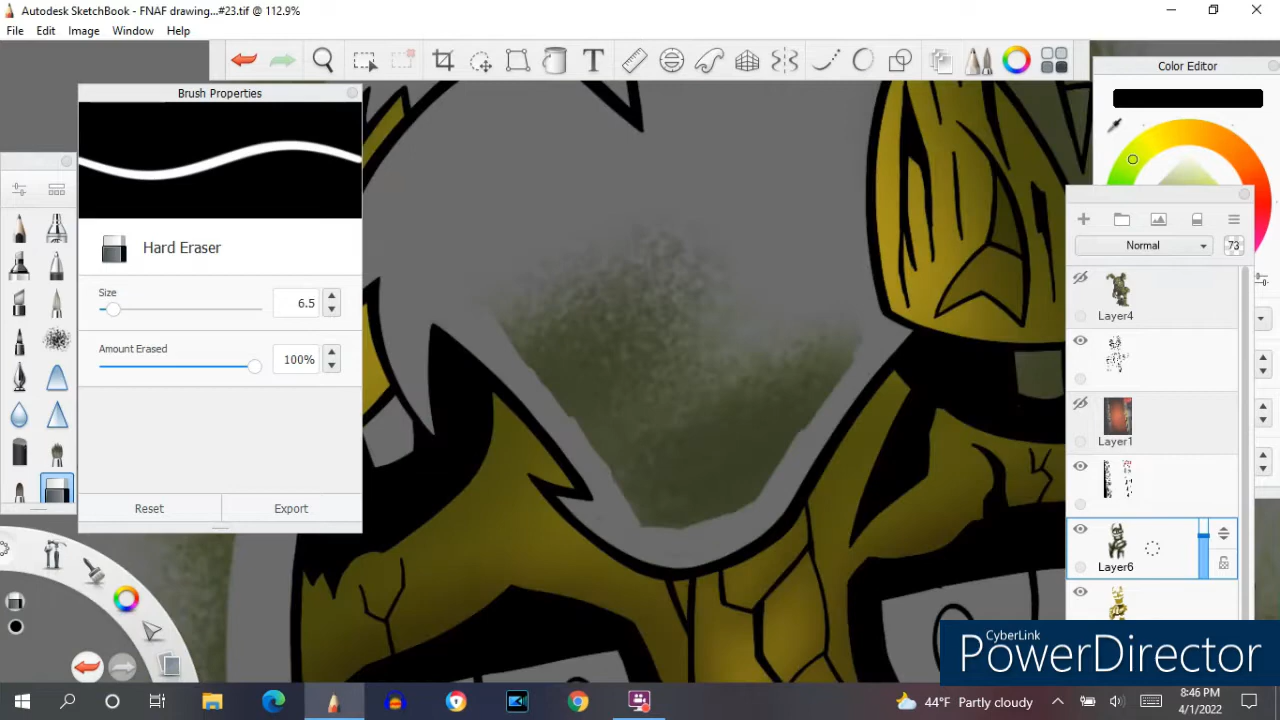 Autodesk SketchBook - FNAF drawing...#23.tif @ 112.9%
File Edit Image Window Help
T
Brush Properties
Color Editor
Hard Eraser
Normal
73
Size
6.5
Layer4
Amount Erased
100%
Layer1
Reset
Export
Layer6
CyberLink
PowerDirector
44°F Partly cloudy
8:46 PM
4/1/2022